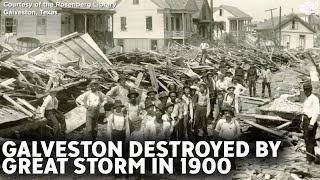 Courtesy of the Rosenberg Library
Galveston, Texas
GALVESTON DESTROYED BY
GREAT STORM IN 1900